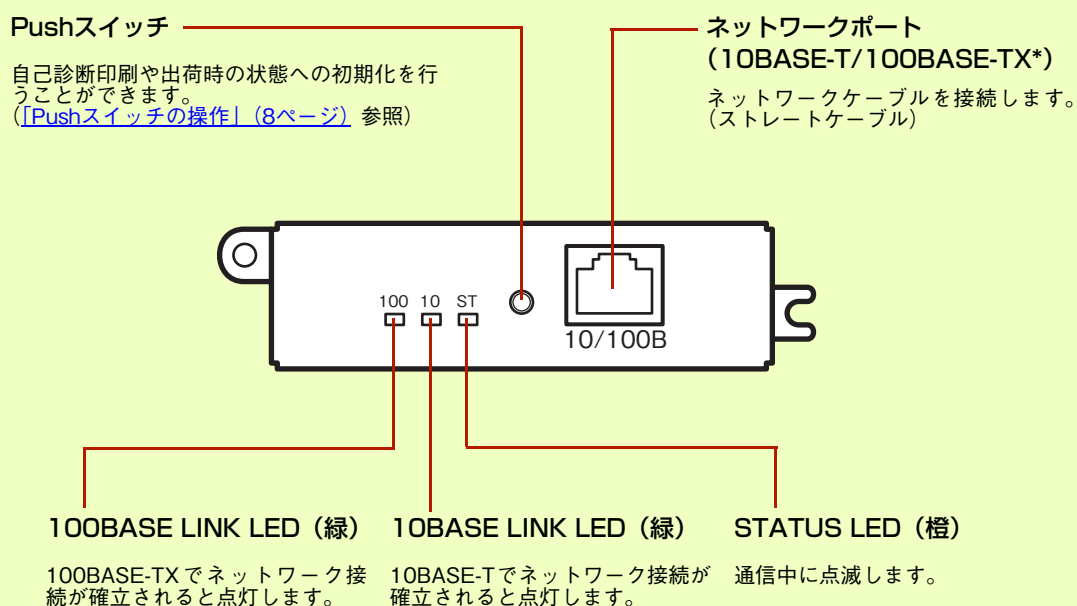 Pushスイッチ
自己診断印刷や出荷時の状態への初期化を行
うことができます。
(「Pushスイッチの操作」(8ページ) 参照)
ネットワークポート
(10BASE-T/100BASE-TX*)
ネットワークケーブルを接続します。
(ストレートケーブル)
100 10 ST
10/100B
100BASE LINK LED(緑)
100BASE-TXでネットワーク接
続が確立されると点灯します。
10BASE LINK LED(緑)
10BASE-Tでネットワーク接続が
確立されると点灯します。
STATUS LED(橙)
通信中に点滅します。